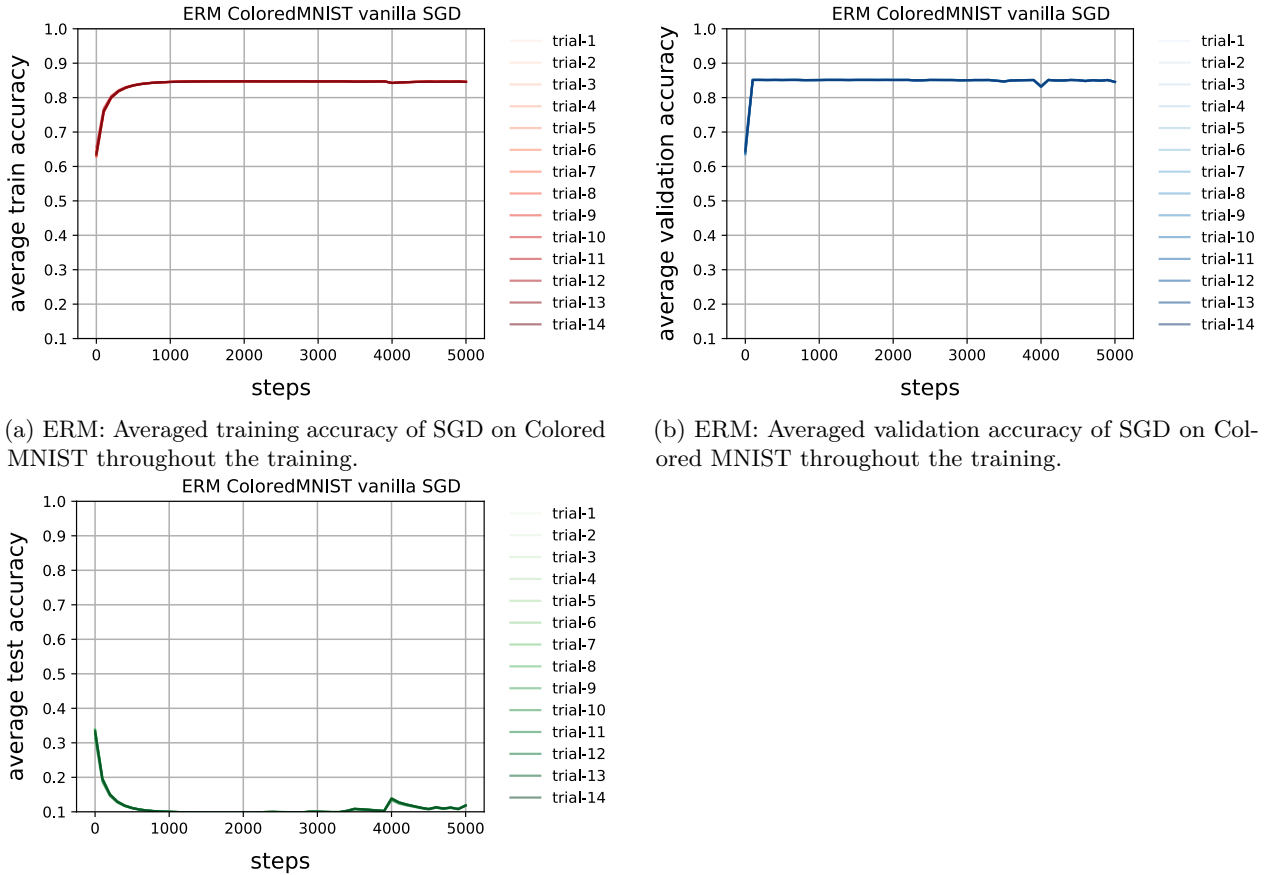 ERM ColoredMNIST vanilla SGD
1.0
0.9
0.8
0.7
0.6
0.5
0.4
0.3
0.2
0.1
average train accuracy
0 1000 2000 3000 4000 5000
steps
trial-1
trial-2
trial-3
trial-4
trial-5
trial-6
trial-7
trial-8
trial-9
trial-10
trial-11
trial-12
trial-13
trial-14
(a) ERM: Averaged training accuracy of SGD on Colored
MNIST throughout the training.
ERM ColoredMNIST vanilla SGD
1.0
0.9
0.8
0.7
0.6
0.5
0.4
0.3
0.2
0.1
average validation accuracy
0 1000 2000 3000 4000 5000
steps
trial-1
trial-2
trial-3
trial-4
trial-5
trial-6
trial-7
trial-8
trial-9
trial-10
trial-11
trial-12
trial-13
trial-14
(b) ERM: Averaged validation accuracy of SGD on Col-
ored MNIST throughout the training.
ERM ColoredMNIST vanilla SGD
1.0
0.9
0.8
0.7
0.6
0.5
0.4
0.3
0.2
0.1
average test accuracy
0 1000 2000 3000 4000 5000
steps
trial-1
trial-2
trial-3
trial-4
trial-5
trial-6
trial-7
trial-8
trial-9
trial-10
trial-11
trial-12
trial-13
trial-14